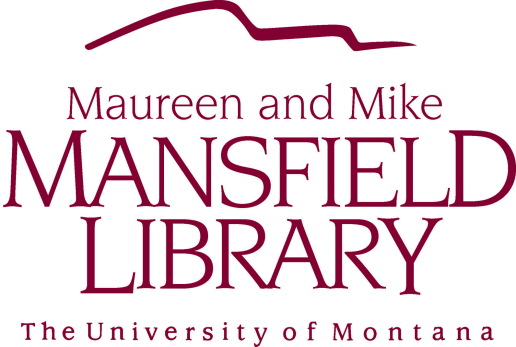 Maureen and Mike
MANSFIELD
LIBRARY
The University of Montana